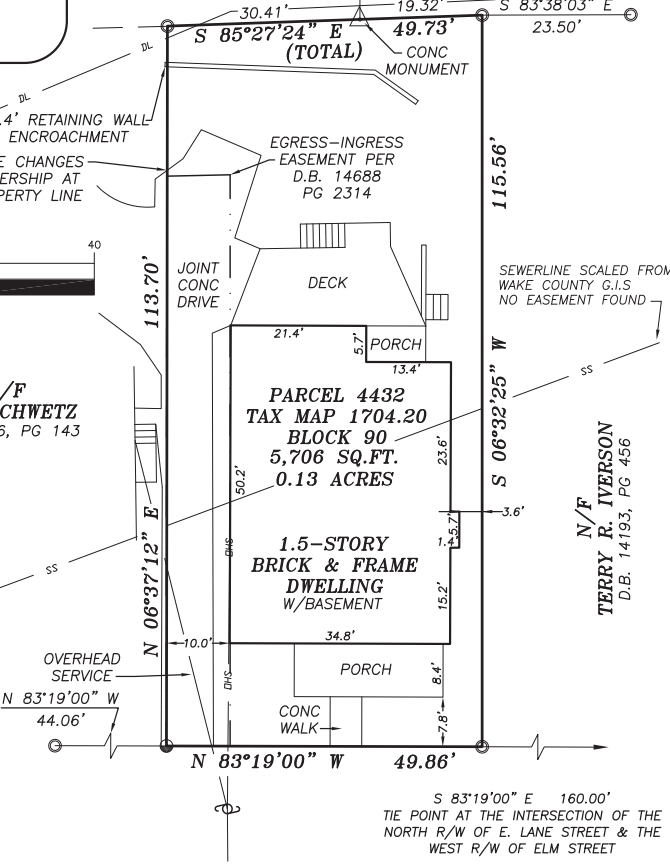 30.41'
19.32'
S 83°38'03" E
23.50'
S 85°27'24" E
49.73'
(TOTAL)
CONC
MONUMENT
DL
DL
.4' RETAINING WALL
ENCROACHMENT
E CHANGES
ERSHIP AT
PERTY LINE
EGRESS-INGRESS
EASEMENT PER
D.B. 14688
PG 2314
115.56'
40
JOINT
CONC
DRIVE
DECK
SEWERLINE SCALED FROM
WAKE COUNTY G.I.S
NO EASEMENT FOUND
113.70'
21.4'
5.7'
PORCH
13.4'
SS
/F
CHWETZ
6, PG 143
PARCEL 4432
TAX MAP 1704.20
BLOCK 90
5,706 SQ.FT.
0.13 ACRES
23.6'
S 06°32'25" W
50.2'
3.6'
5.7'
1.4'
N/F
TERRY R. IVERSON
D.B. 14193, PG 456
N 06°37'12" E
OHS
1.5-STORY
BRICK & FRAME
DWELLING
W/BASEMENT
15.2'
SS
10.0'
34.8'
OVERHEAD
SERVICE
OHS
PORCH
8.4'
N 83°19'00" W
44.06'
CONC
WALK
7.8'
N 83°19'00" W
49.86'
S 83°19'00" E 160.00'
TIE POINT AT THE INTERSECTION OF THE
NORTH R/W OF E. LANE STREET & THE
WEST R/W OF ELM STREET